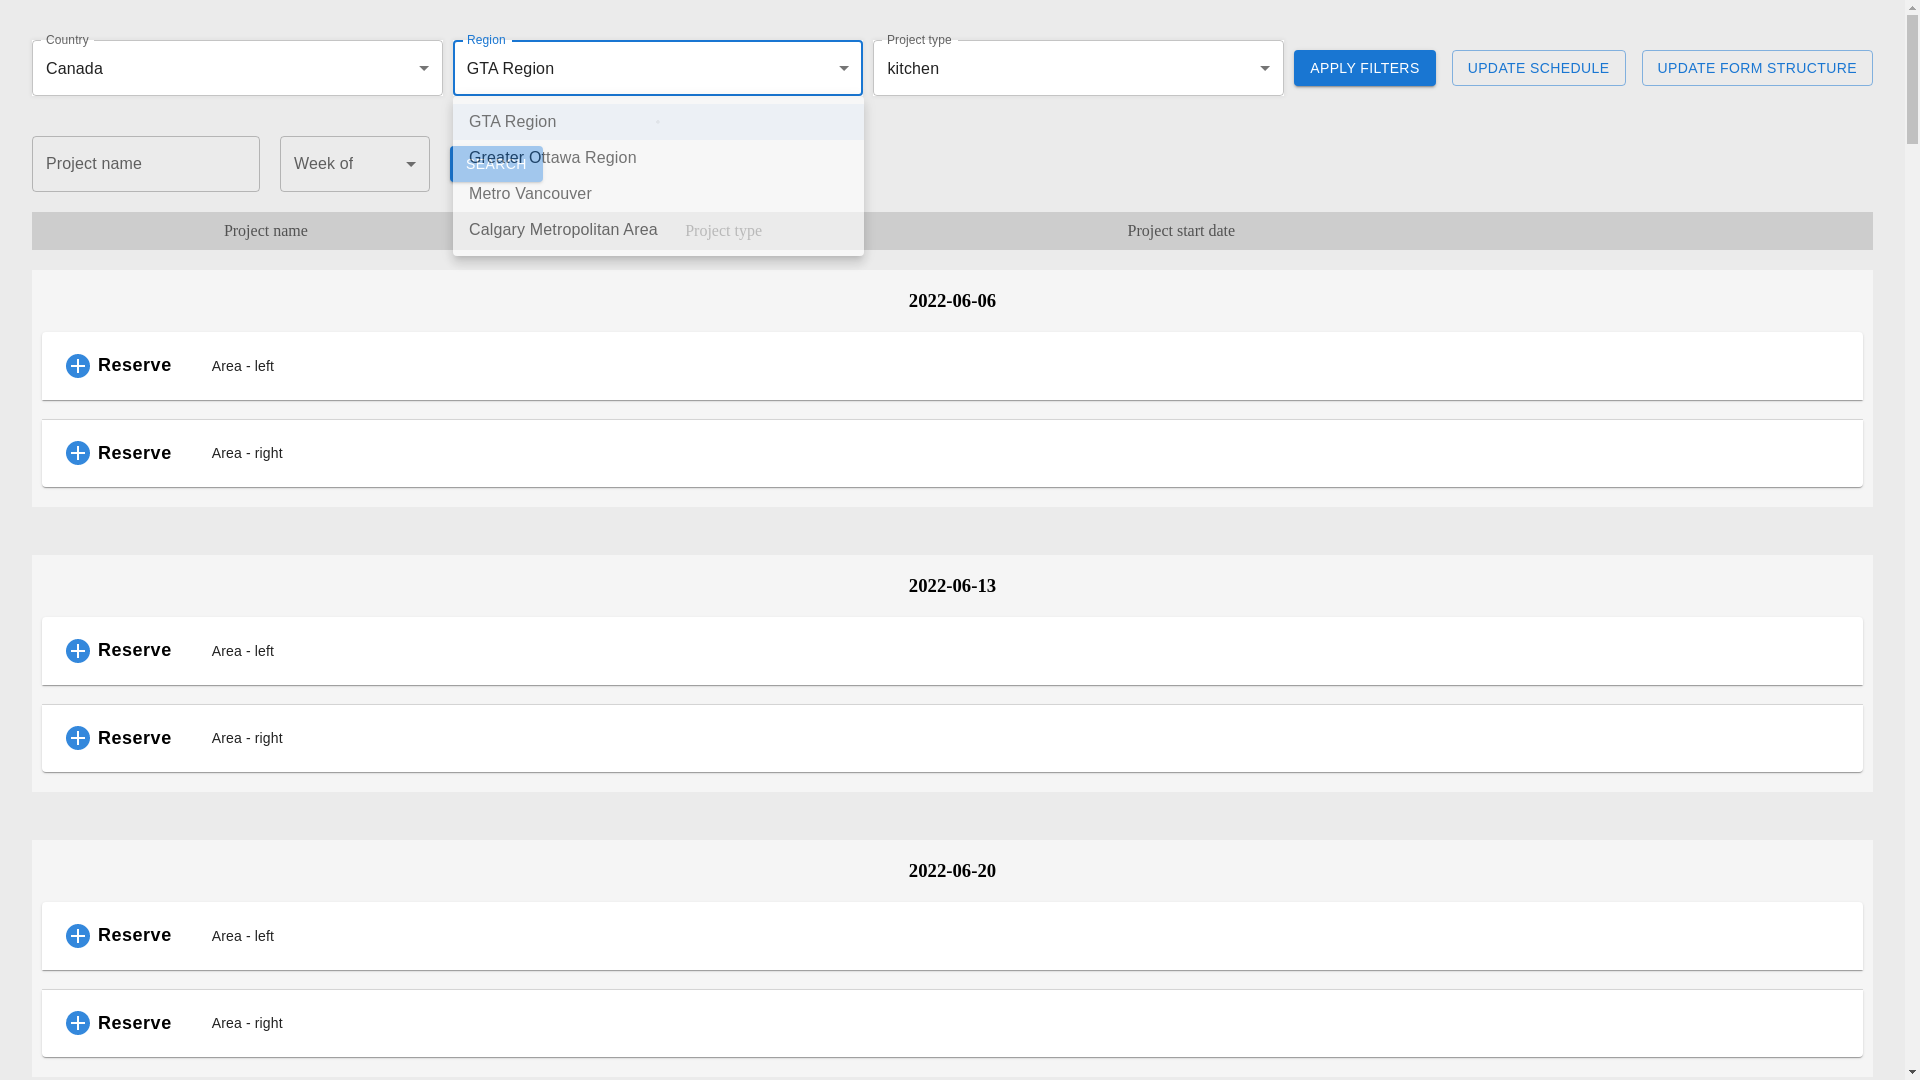 Country
Canada
Region
GTA Region
Project type
kitchen
APPLY FILTERS
UPDATE SCHEDULE
UPDATE FORM STRUCTURE
GTA Region
Greater Ottawa Region
Metro Vancouver
Calgary Metropolitan Area
Project name
Week of
SEARCH
Project name
Project type
Project start date
2022-06-06
Reserve
Area - left
Reserve
Area - right
2022-06-13
Reserve
Area - left
Reserve
Area - right
2022-06-20
Reserve
Area - left
Reserve
Area - right